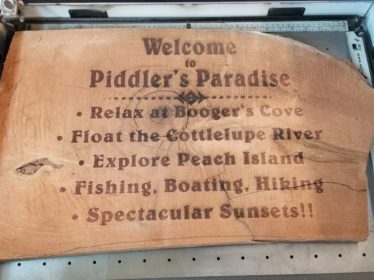 Welcome
to
Piddler's Paradise
• Relax at Booger's Cove
• Float the Cottlelupe River
• Explore Peach Island
• Fishing, Boating, Hiking
• Spectacular Sunsets!!